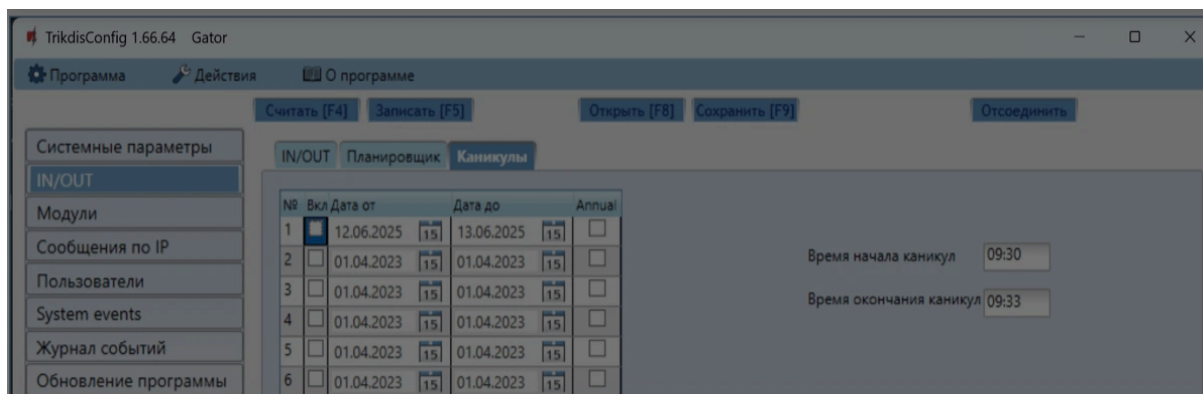 TrikdisConfig 1.66.64 Gator
Программа Действия О программе
Считать [F4] Записать [F5] Открыть [F8] Сохранить [F9] Отсоединить
Системные параметры
IN/OUT
Модули
Сообщения по IP
Пользователи
System events
Журнал событий
Обновление программы
IN/OUT Планировщик Каникулы
№ Вкл Дата от Дата до Annual
1 12.06.2025 15 13.06.2025 15
2 01.04.2023 15 01.04.2023 15
3 01.04.2023 15 01.04.2023 15
4 01.04.2023 15 01.04.2023 15
5 01.04.2023 15 01.04.2023 15
6 01.04.2023 15 01.04.2023 15
Время начала каникул 09:30
Время окончания каникул 09:33